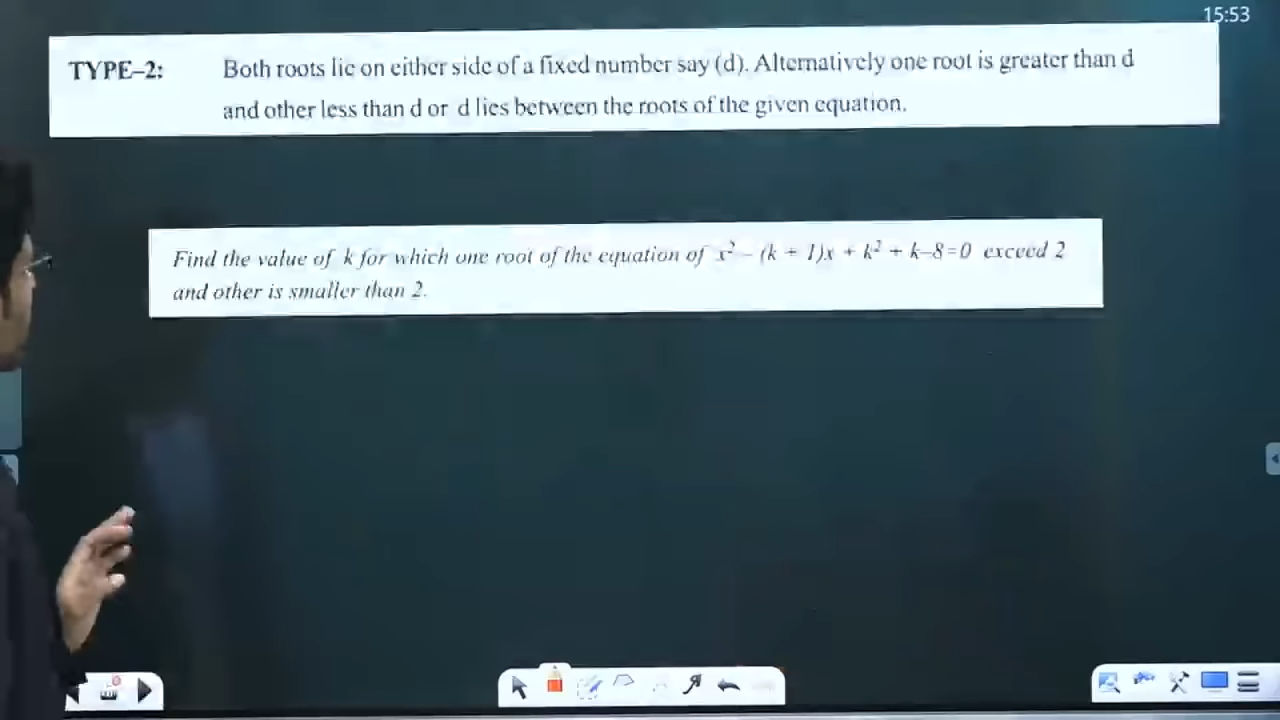 15:53
TYPE–2: Both roots lie on either side of a fixed number say (d). Alternatively one root is greater than d
and other less than d or d lies between the roots of the given equation.
Find the value of k for which one root of the equation of x² – (k + 1)x + k² + k–8=0 exceed 2
and other is smaller than 2.